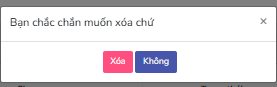 Bạn chắc chắn muốn xóa chứ
×
Xóa
Không